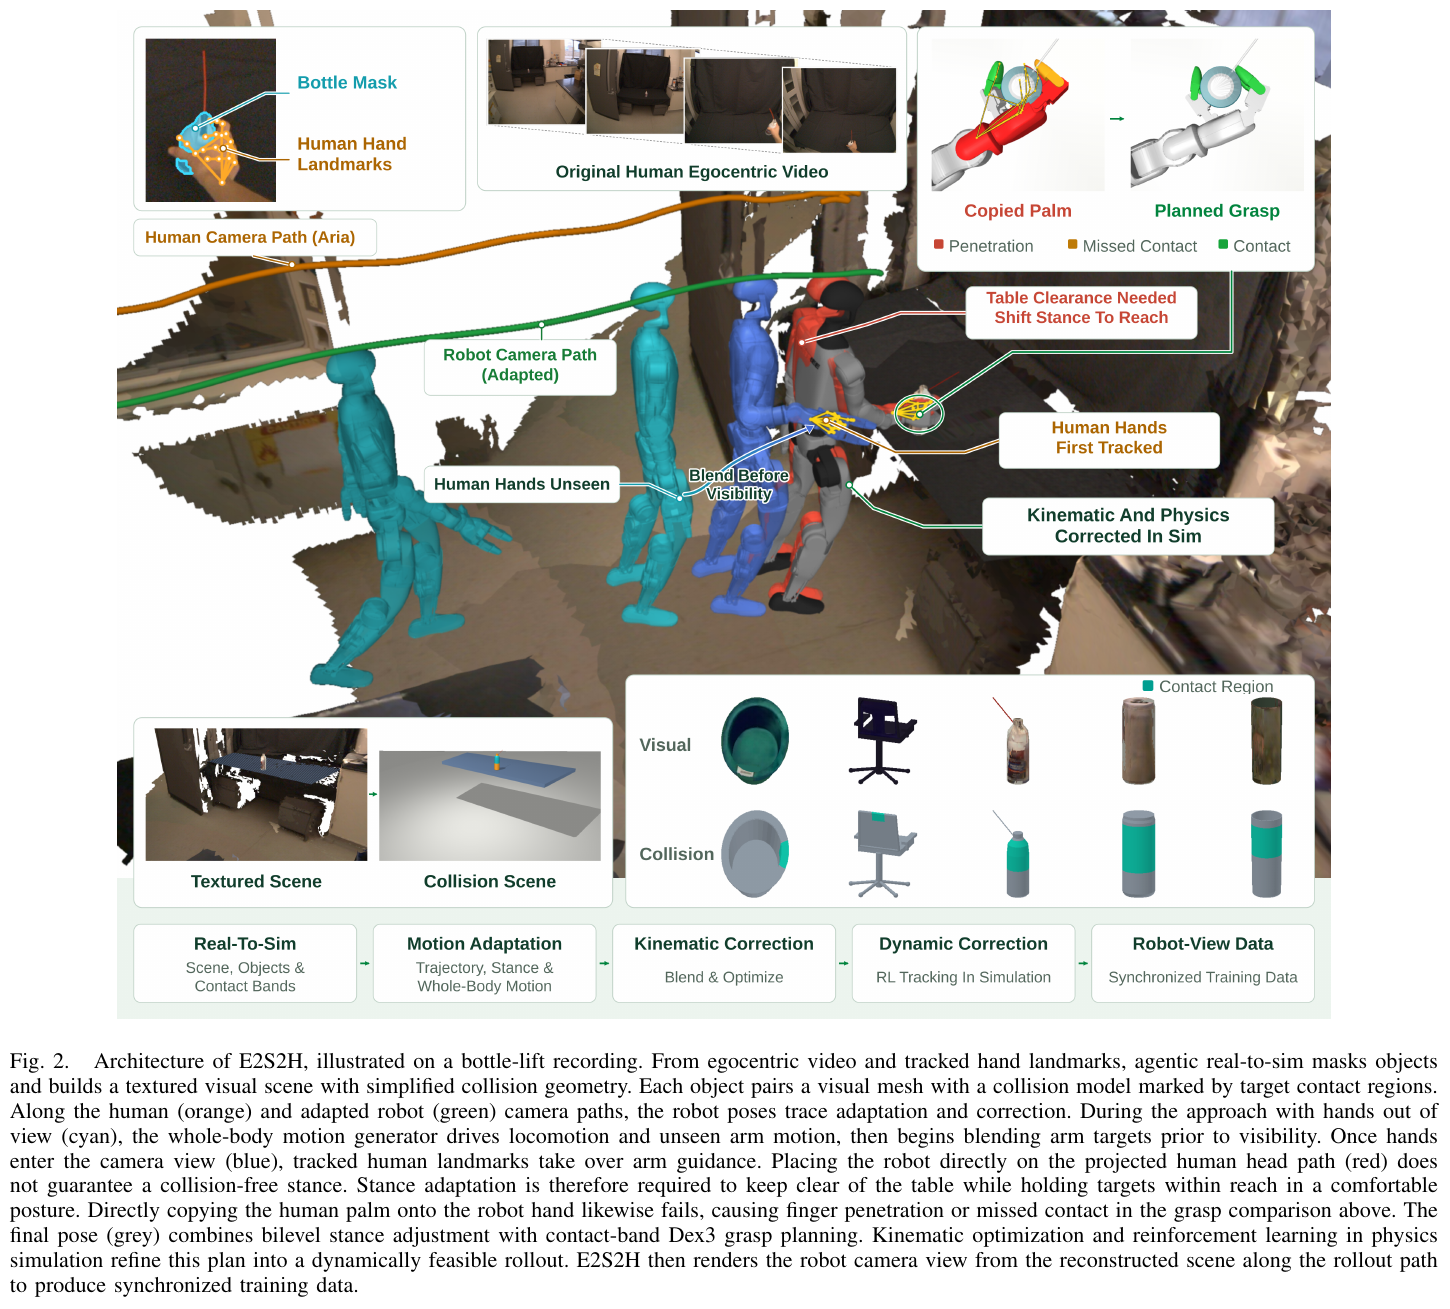 Bottle Mask
Human Hand
Landmarks
Original Human Egocentric Video
Copied Palm
Planned Grasp
Penetration
Missed Contact
Contact
Human Camera Path (Aria)
Table Clearance Needed
Shift Stance To Reach
Robot Camera Path
(Adapted)
Human Hands
First Tracked
Human Hands Unseen
Blend Before
Visibility
Kinematic And Physics
Corrected In Sim
Contact Region
Visual
Collision
Textured Scene
Collision Scene
Real-To-Sim
Scene, Objects &
Contact Bands
Motion Adaptation
Trajectory, Stance &
Whole-Body Motion
Kinematic Correction
Blend & Optimize
Dynamic Correction
RL Tracking In Simulation
Robot-View Data
Synchronized Training Data
Fig. 2. Architecture of E2S2H, illustrated on a bottle-lift recording. From egocentric video and tracked hand landmarks, agentic real-to-sim masks objects
and builds a textured visual scene with simplified collision geometry. Each object pairs a visual mesh with a collision model marked by target contact regions.
Along the human (orange) and adapted robot (green) camera paths, the robot poses trace adaptation and correction. During the approach with hands out of
view (cyan), the whole-body motion generator drives locomotion and unseen arm motion, then begins blending arm targets prior to visibility. Once hands
enter the camera view (blue), tracked human landmarks take over arm guidance. Placing the robot directly on the projected human head path (red) does
not guarantee a collision-free stance. Stance adaptation is therefore required to keep clear of the table while holding targets within reach in a comfortable
posture. Directly copying the human palm onto the robot hand likewise fails, causing finger penetration or missed contact in the grasp comparison above. The
final pose (grey) combines bilevel stance adjustment with contact-band Dex3 grasp planning. Kinematic optimization and reinforcement learning in physics
simulation refine this plan into a dynamically feasible rollout. E2S2H then renders the robot camera view from the reconstructed scene along the rollout path
to produce synchronized training data.